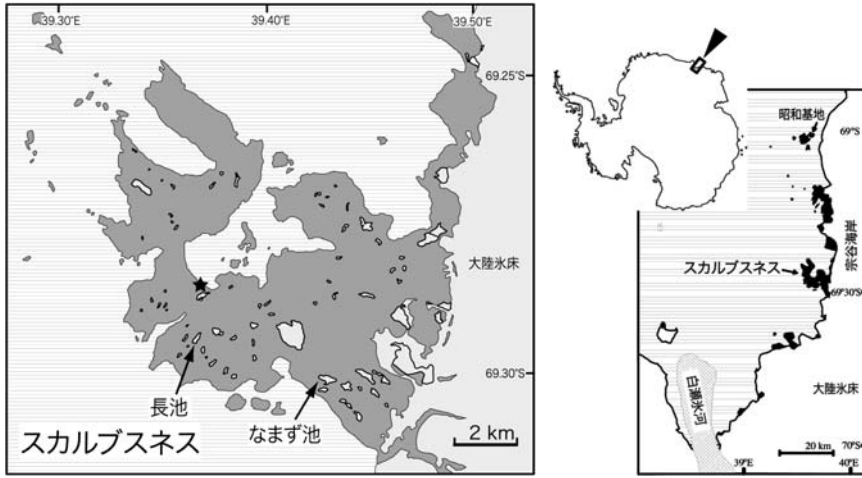 39.30°E
39.40°E
39.50°E
69.25°S
大陸氷床
69.30°S
長池
なまず池
スカルブスネス
2 km
昭和基地
69°S
宗谷海岸
スカルブスネス
69°30'S
白瀬氷河
大陸氷床
20 km
70°S
39°E
40°E